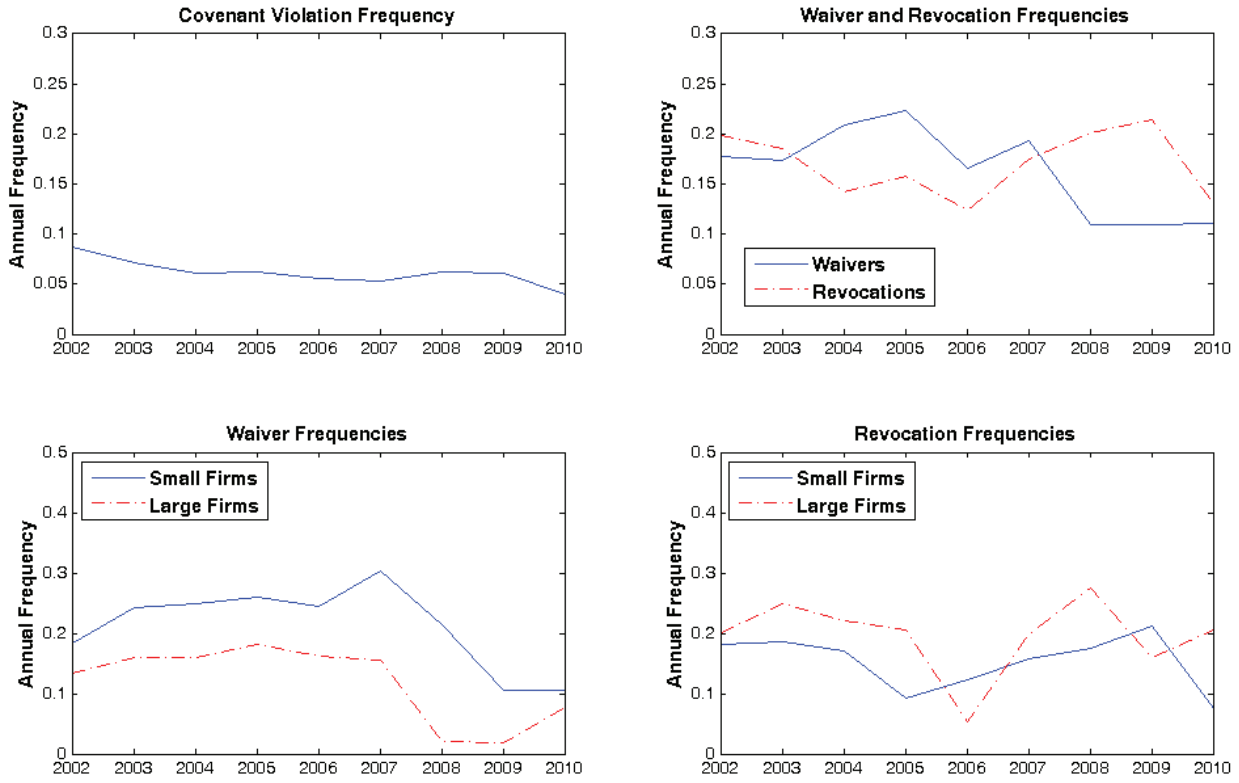 Covenant Violation Frequency
Annual Frequency
0.3
0.25
0.2
0.15
0.1
0.05
0
2002 2003 2004 2005 2006 2007 2008 2009 2010
Waiver and Revocation Frequencies
Annual Frequency
0.3
0.25
0.2
0.15
0.1
0.05
0
Waivers
Revocations
2002 2003 2004 2005 2006 2007 2008 2009 2010
Waiver Frequencies
Annual Frequency
0.5
0.4
0.3
0.2
0.1
0
Small Firms
Large Firms
2002 2003 2004 2005 2006 2007 2008 2009 2010
Revocation Frequencies
Annual Frequency
0.5
0.4
0.3
0.2
0.1
0
Small Firms
Large Firms
2002 2003 2004 2005 2006 2007 2008 2009 2010